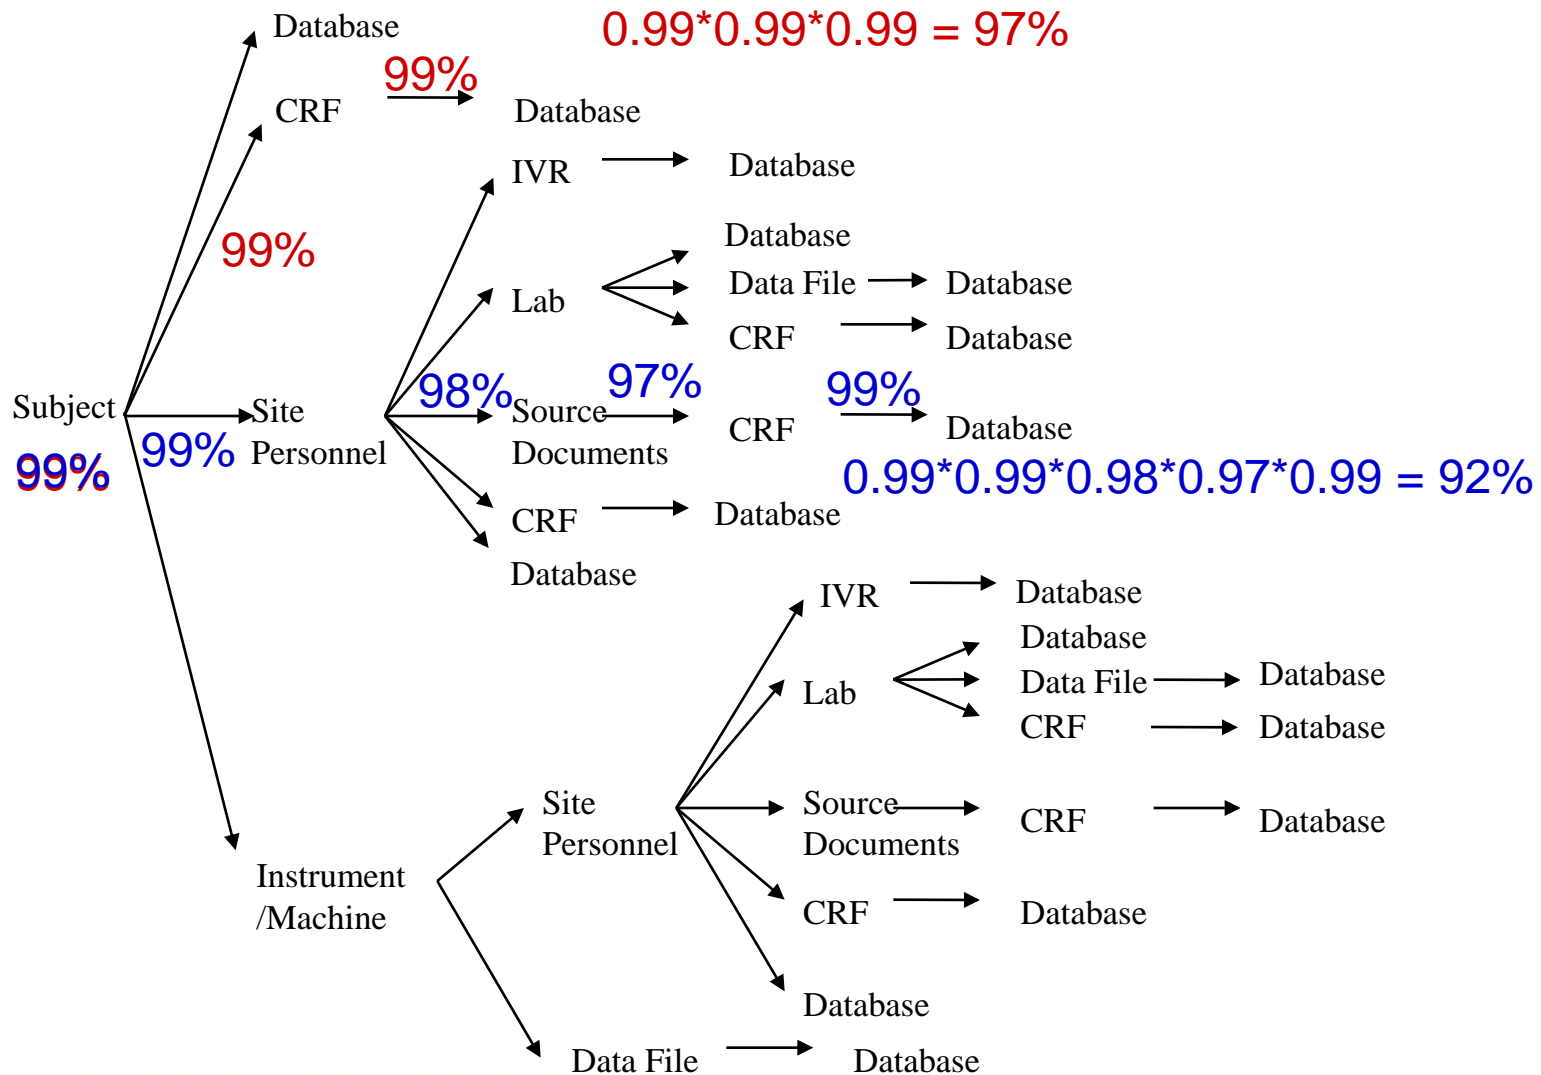 Database
0.99*0.99*0.99 = 97%
99%
CRF
Database
IVR
Database
99%
Database
Lab
Data File
Database
CRF
Database
Subject
99%
99%
Site
Personnel
98%
Source
Documents
97%
CRF
99%
Database
0.99*0.99*0.98*0.97*0.99 = 92%
CRF
Database
Database
IVR
Database
Database
Lab
Data File
Database
CRF
Database
Site
Personnel
Source
Documents
CRF
Database
Instrument
/Machine
CRF
Database
Database
Data File
Database